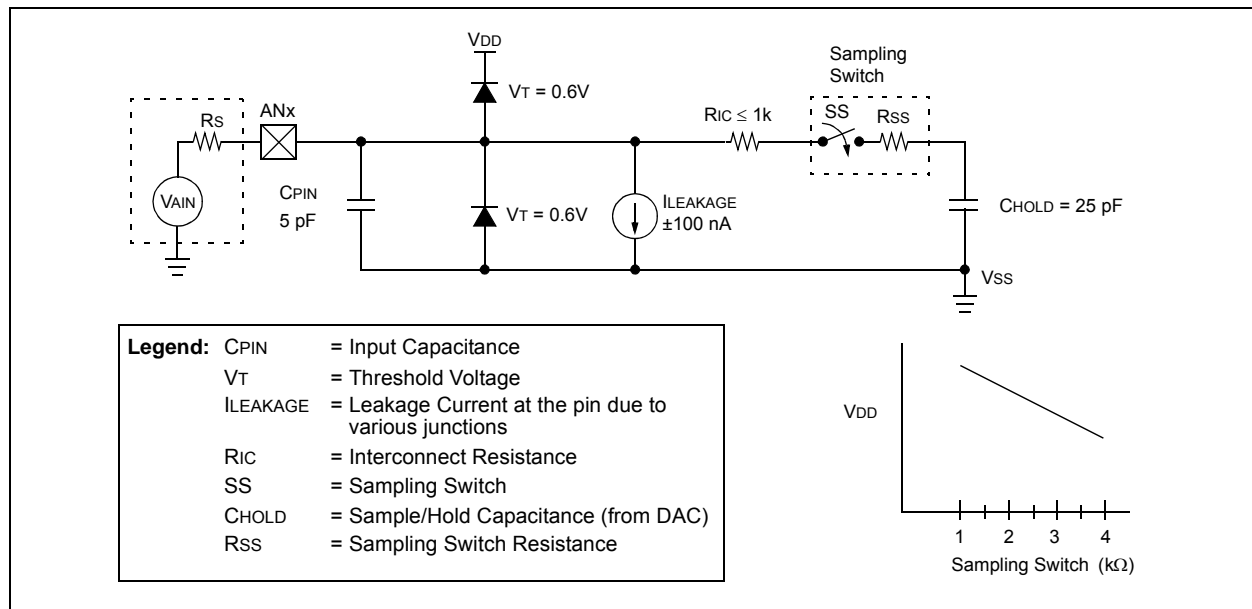 VDD
Sampling
Switch
VT = 0.6V
RS
ANx
RIC ≤ 1k
SS
RSS
VAIN
CPIN
5 pF
VT = 0.6V
ILEAKAGE
±100 nA
CHOLD = 25 pF
VSS
Legend: CPIN = Input Capacitance
VT = Threshold Voltage
ILEAKAGE = Leakage Current at the pin due to
various junctions
RIC = Interconnect Resistance
SS = Sampling Switch
CHOLD = Sample/Hold Capacitance (from DAC)
RSS = Sampling Switch Resistance
VDD
1 2 3 4
Sampling Switch (kΩ)